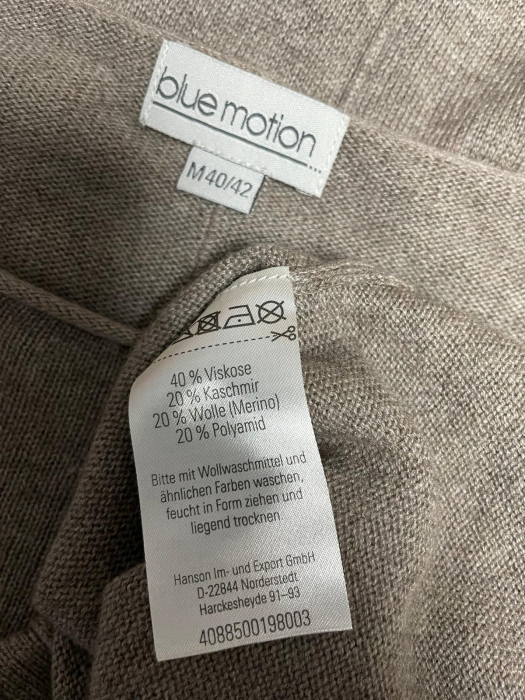 blue motion
M 40/42
40 % Viskose
20 % Kaschmir
20 % Wolle (Merino)
20 % Polyamid
Bitte mit Wollwaschmittel und
ähnlichen Farben waschen,
feucht in Form ziehen und
liegend trocknen
Hanson Im- und Export GmbH
D-22844 Norderstedt
Harckesheyde 91–93
4088500198003